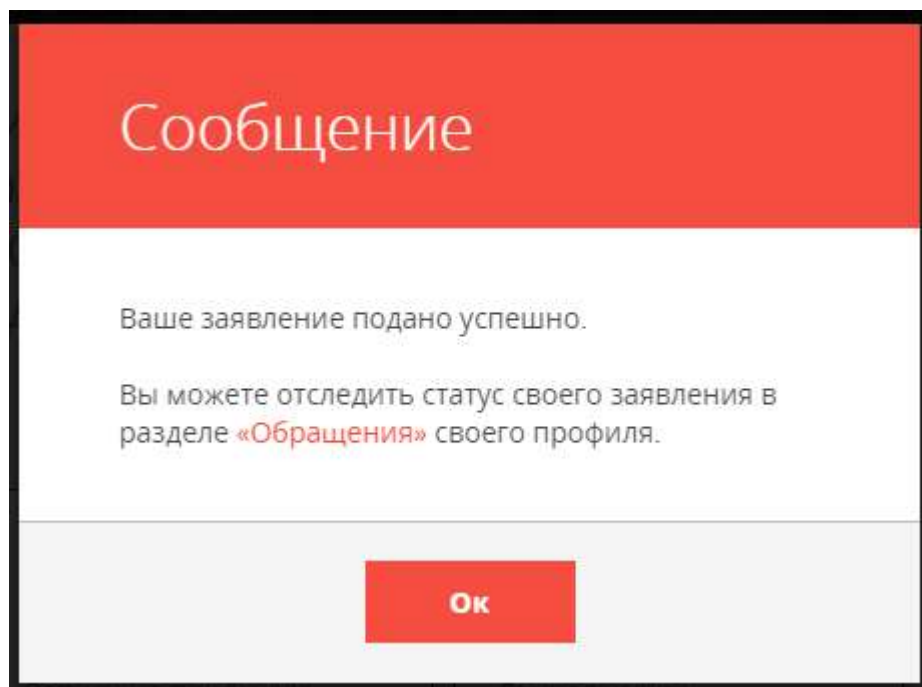 Сообщение
Ваше заявление подано успешно.
Вы можете отследить статус своего заявления в
разделе «Обращения» своего профиля.
Ок